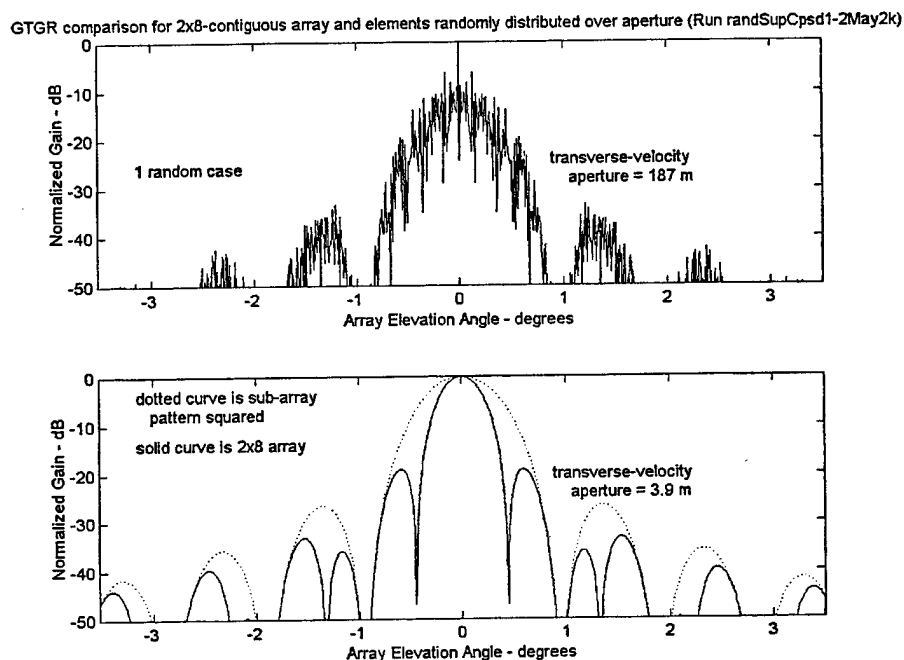 GTGR comparison for 2x8-contiguous array and elements randomly distributed over aperture (Run randSupCpsd1-2May2k)
0
-10
-20
-30
-40
-50
Normalized Gain - dB
1 random case
transverse-velocity
aperture = 187 m
-3
-2
-1
0
1
2
3
Array Elevation Angle - degrees
0
-10
-20
-30
-40
-50
Normalized Gain - dB
dotted curve is sub-array
pattern squared
solid curve is 2x8 array
transverse-velocity
aperture = 3.9 m
-3
-2
-1
0
1
2
3
Array Elevation Angle - degrees